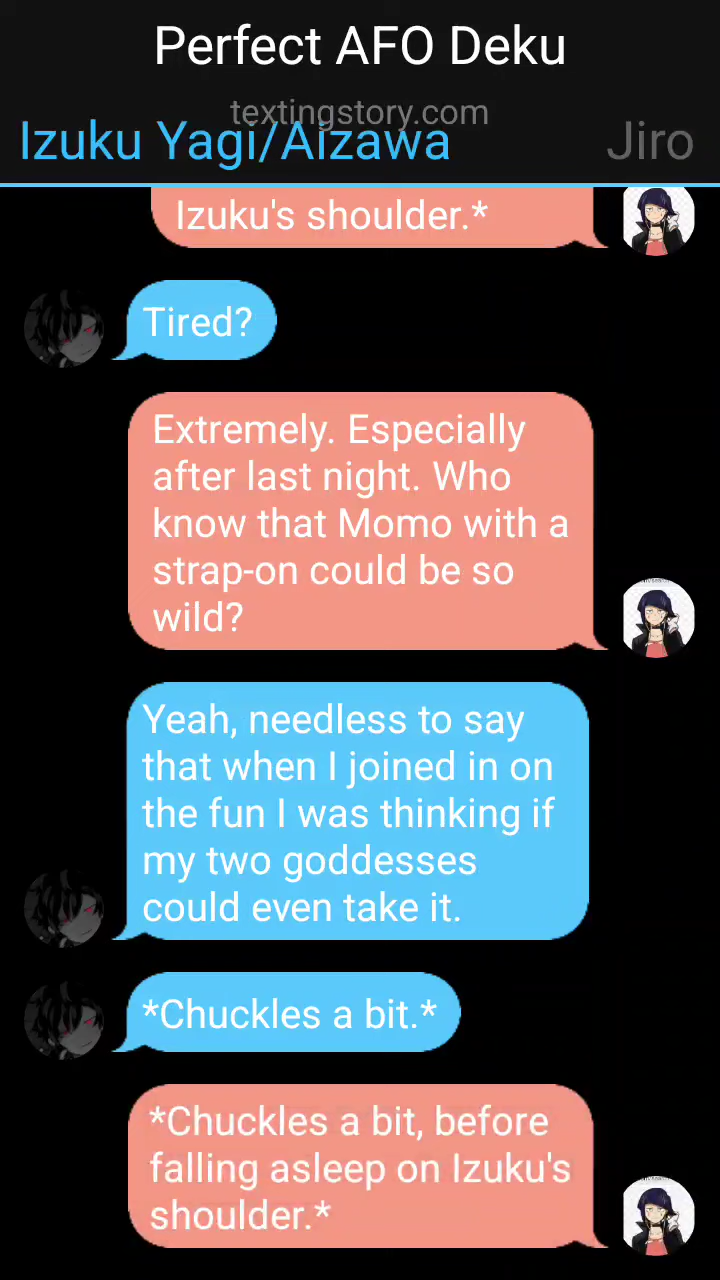 Perfect AFO Deku
textingstory.com
Izuku Yagi/Aizawa
Jiro
Izuku's shoulder.*
Tired?
Extremely. Especially
after last night. Who
know that Momo with a
strap-on could be so
wild?
Yeah, needless to say
that when I joined in on
the fun I was thinking if
my two goddesses
could even take it.
*Chuckles a bit.*
*Chuckles a bit, before
falling asleep on Izuku's
shoulder.*